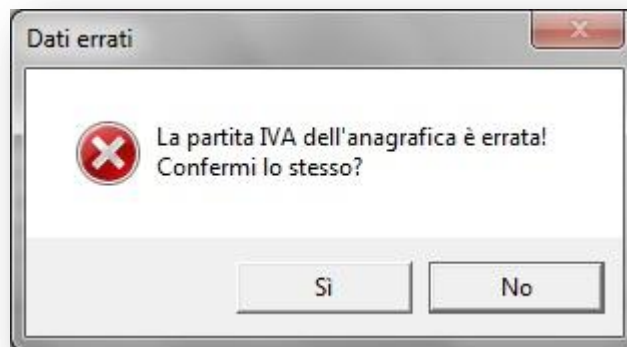 Dati errati
La partita IVA dell'anagrafica è errata!
Confermi lo stesso?
Sì
No